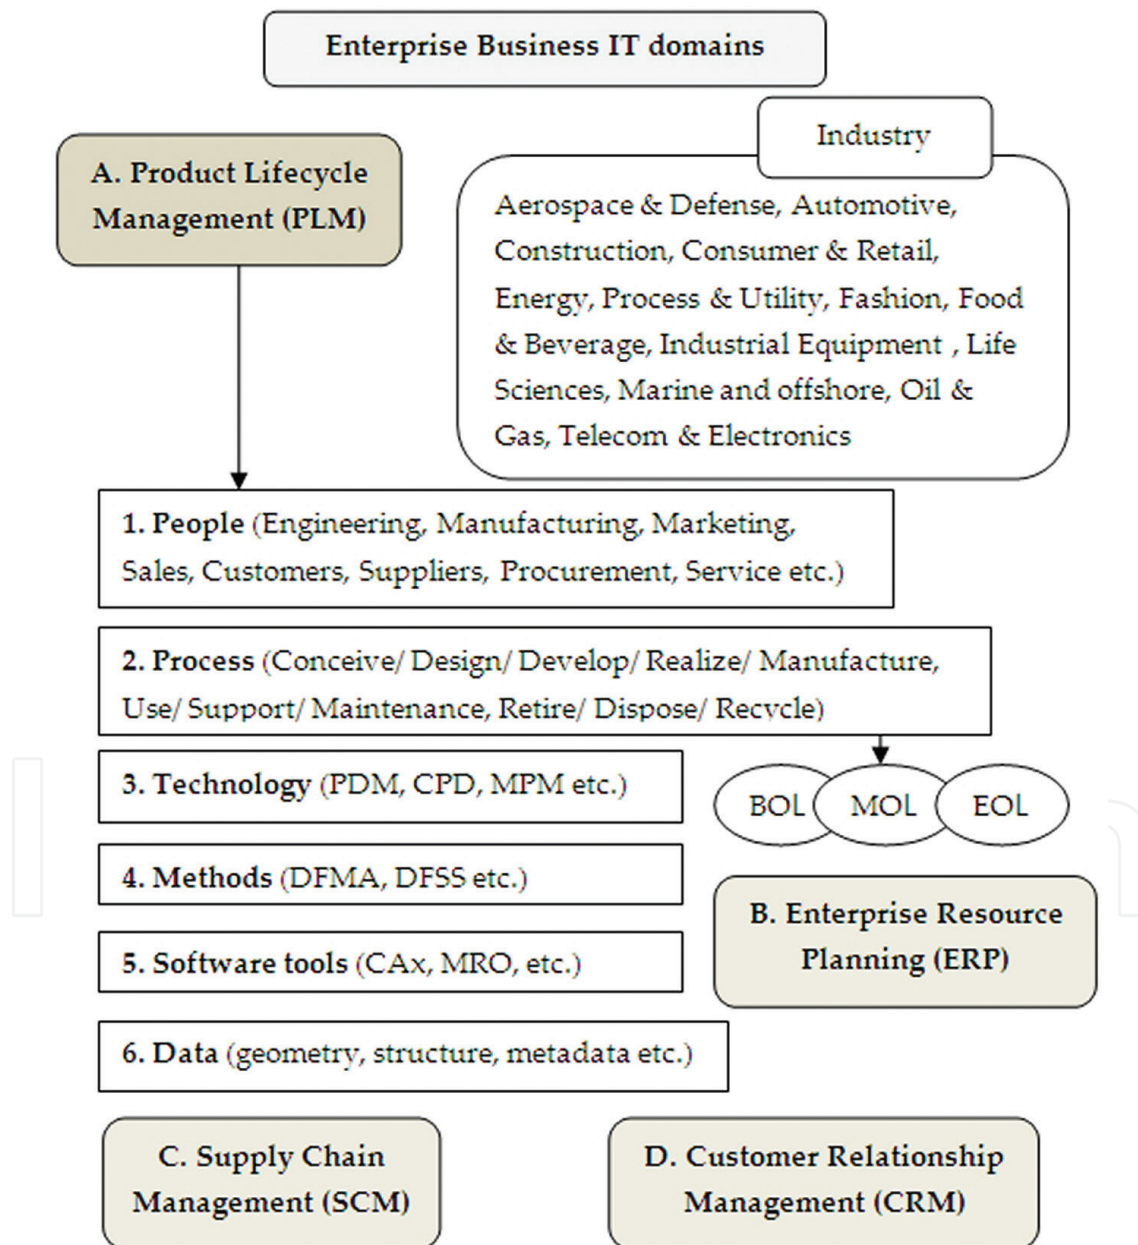 Enterprise Business IT domains
Industry
A. Product Lifecycle
Management (PLM)
Aerospace & Defense, Automotive,
Construction, Consumer & Retail,
Energy, Process & Utility, Fashion, Food
& Beverage, Industrial Equipment , Life
Sciences, Marine and offshore, Oil &
Gas, Telecom & Electronics
1. People (Engineering, Manufacturing, Marketing,
Sales, Customers, Suppliers, Procurement, Service etc.)
2. Process (Conceive/ Design/ Develop/ Realize/ Manufacture,
Use/ Support/ Maintenance, Retire/ Dispose/ Recycle)
3. Technology (PDM, CPD, MPM etc.)
BOL
MOL
EOL
4. Methods (DFMA, DFSS etc.)
B. Enterprise Resource
Planning (ERP)
5. Software tools (CAx, MRO, etc.)
6. Data (geometry, structure, metadata etc.)
C. Supply Chain
Management (SCM)
D. Customer Relationship
Management (CRM)